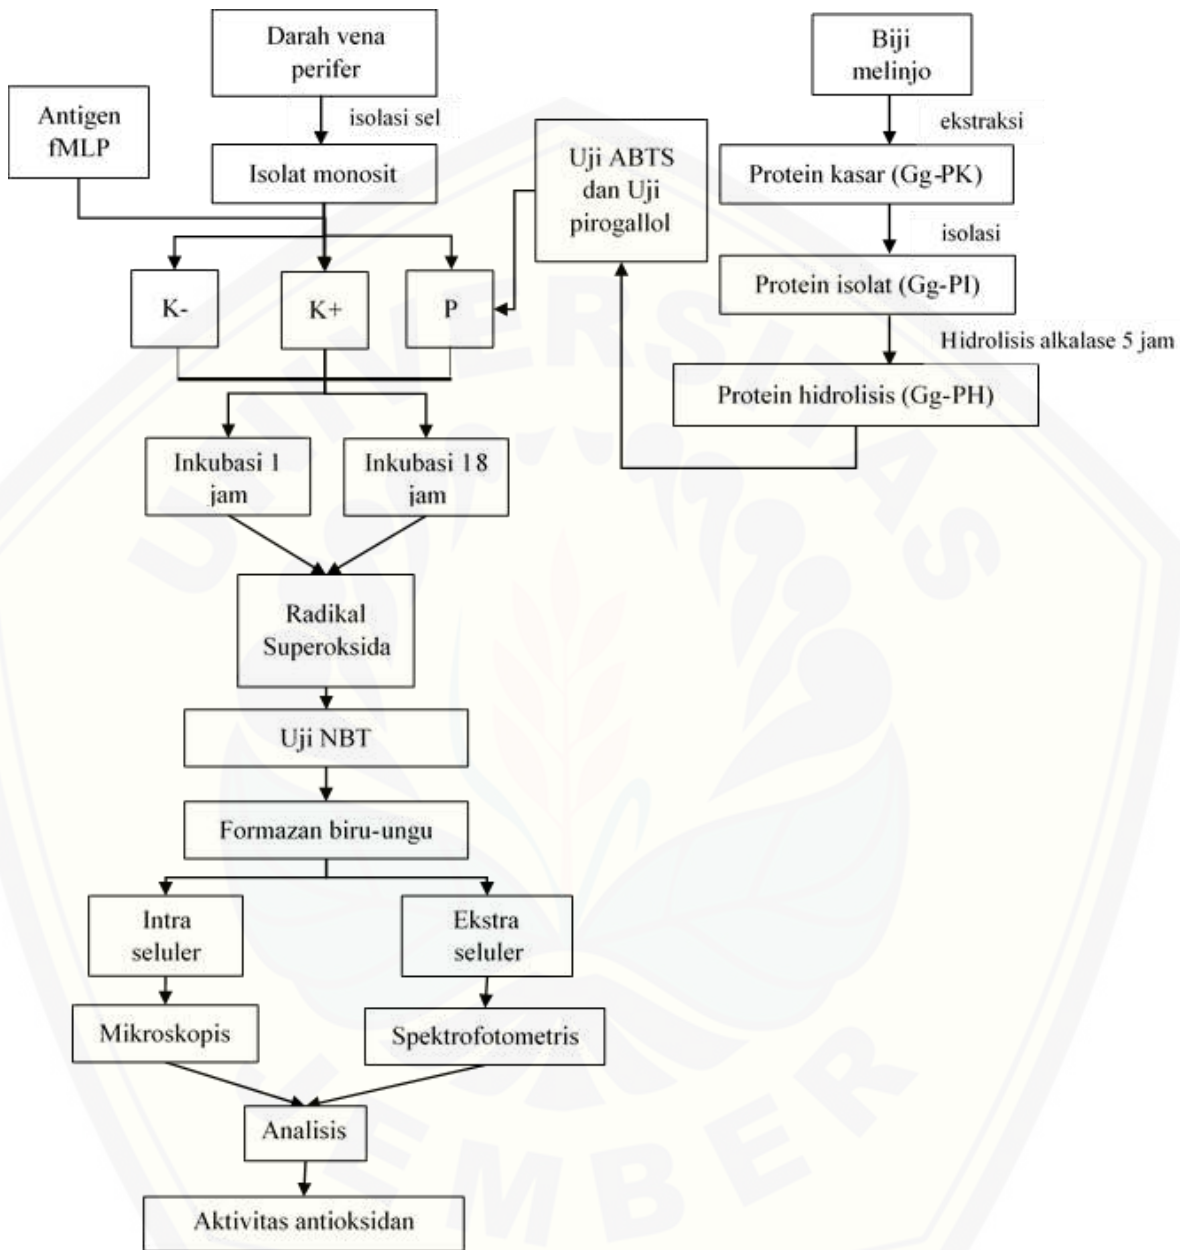 Darah vena
perifer
Biji
melinjo
Antigen
fMLP
isolasi sel
ekstraksi
Uji ABTS
dan Uji
pirogallol
Isolat monosit
Protein kasar (Gg-PK)
isolasi
K-
K+
P
Protein isolat (Gg-PI)
Hidrolisis alkalase 5 jam
Protein hidrolisis (Gg-PH)
Inkubasi 1
jam
Inkubasi 18
jam
Radikal
Superoksida
Uji NBT
Formazan biru-ungu
Intra
seluler
Ekstra
seluler
Mikroskopis
Spektrofotometris
Analisis
Aktivitas antioksidan
UNIVERSITAS
JEMBER